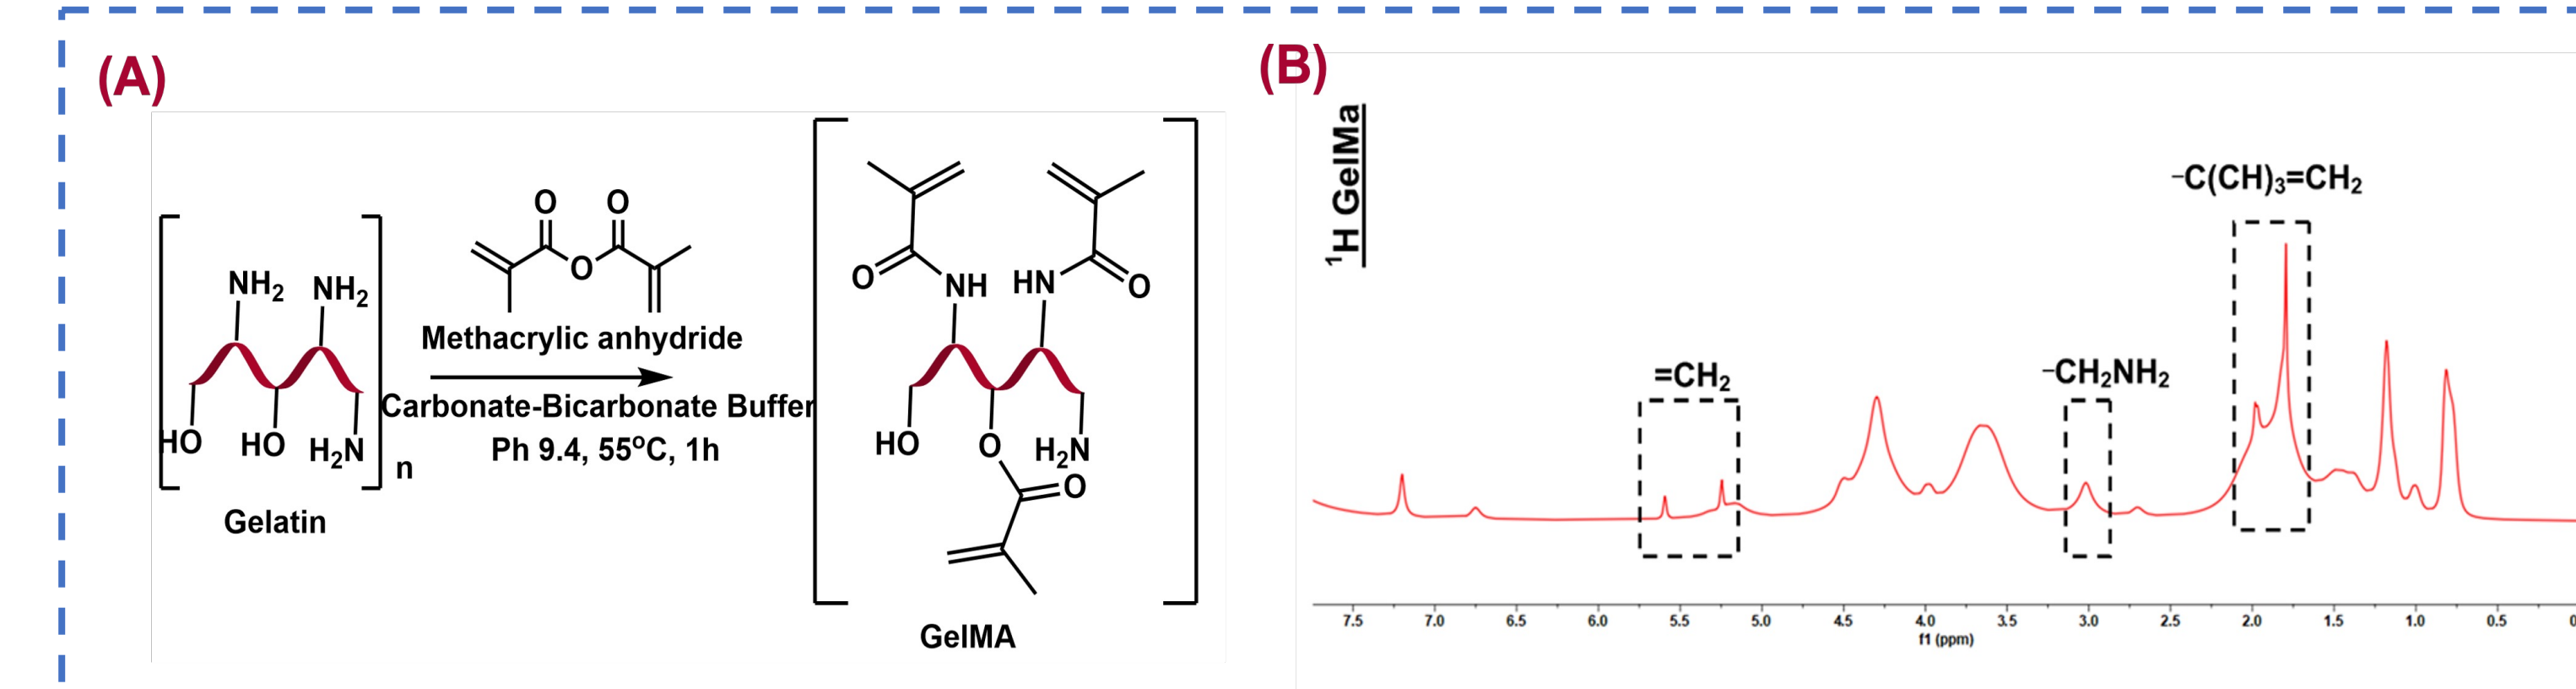 (A)
NH₂ NH₂
HO HO H₂N
n
Gelatin
O O
O
Methacrylic anhydride
Carbonate-Bicarbonate Buffer
Ph 9.4, 55ºC, 1h
O NH HN O
HO O H₂N
O
GelMA
(B)
¹H GelMa
=CH₂
–CH₂NH₂
–C(CH)₃=CH₂
7.5 7.0 6.5 6.0 5.5 5.0 4.5 4.0 3.5 3.0 2.5 2.0 1.5 1.0 0.5
f1 (ppm)